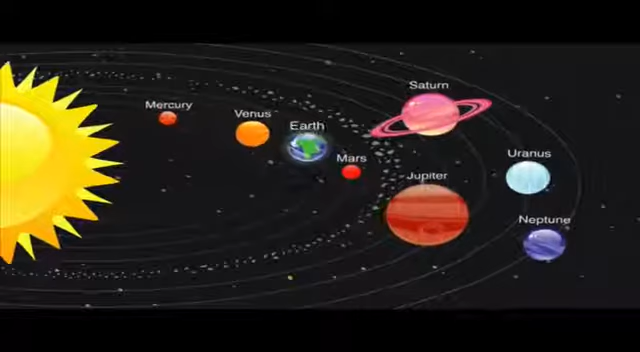 Mercury
Venus
Earth
Mars
Saturn
Jupiter
Uranus
Neptune